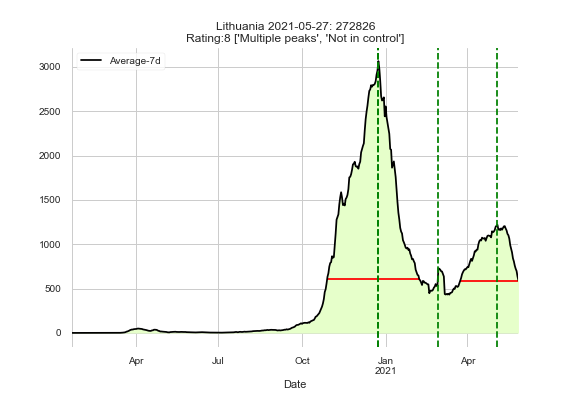 Lithuania 2021-05-27: 272826
Rating:8 ['Multiple peaks', 'Not in control']
Average-7d
3000
2500
2000
1500
1000
500
0
Apr
Jul
Oct
Jan
2021
Apr
Date